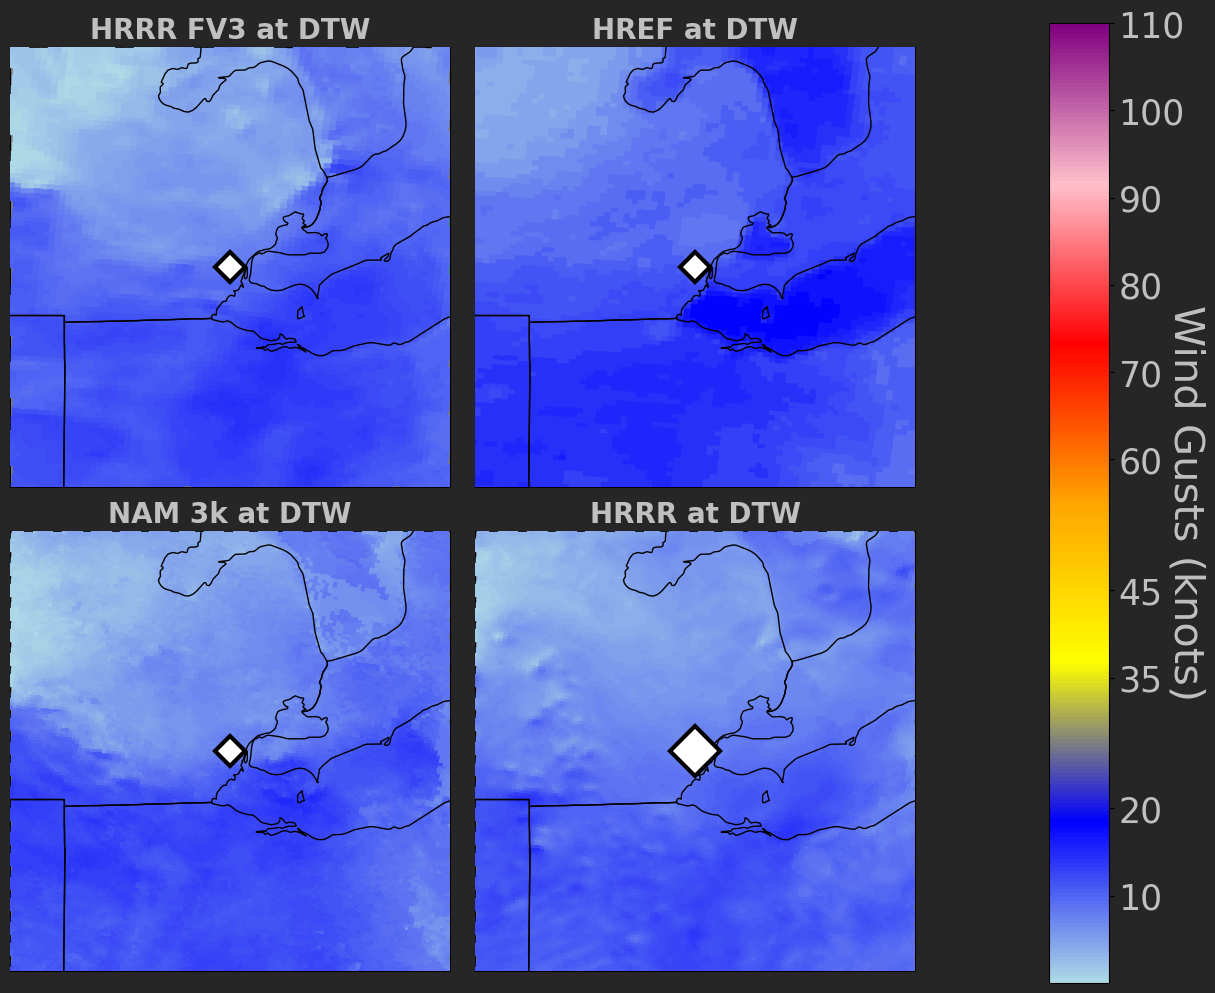 HRRR FV3 at DTW
HREF at DTW
NAM 3k at DTW
HRRR at DTW
110
100
90
80
70
60
45
35
20
10
Wind Gusts (knots)